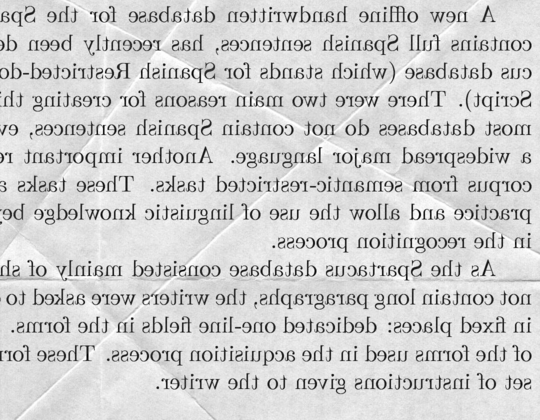 A new offline handwritten database for the Spa
contains full Spanish sentences, has recently been de
cus database (which stands for Spanish Restricted-do
Script). There were two main reasons for creating thi
most databases do not contain Spanish sentences, ev
a widespread major language. Another important re
corpus from semantic-restricted tasks. These tasks a
practice and allow the use of linguistic knowledge bey
in the recognition process.
As the Spartacus database consisted mainly of sh
not contain long paragraphs, the writers were asked to c
in fixed places: dedicated one-line fields in the forms.
of the forms used in the acquisition process. These for
set of instructions given to the writer.